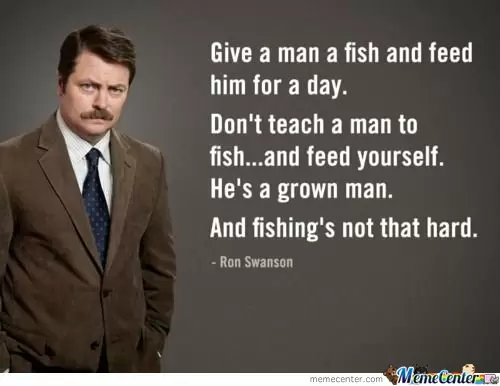 Give a man a fish and feed
him for a day.
Don't teach a man to
fish...and feed yourself.
He's a grown man.
And fishing's not that hard.
- Ron Swanson
memecenter.com
MemeCenter